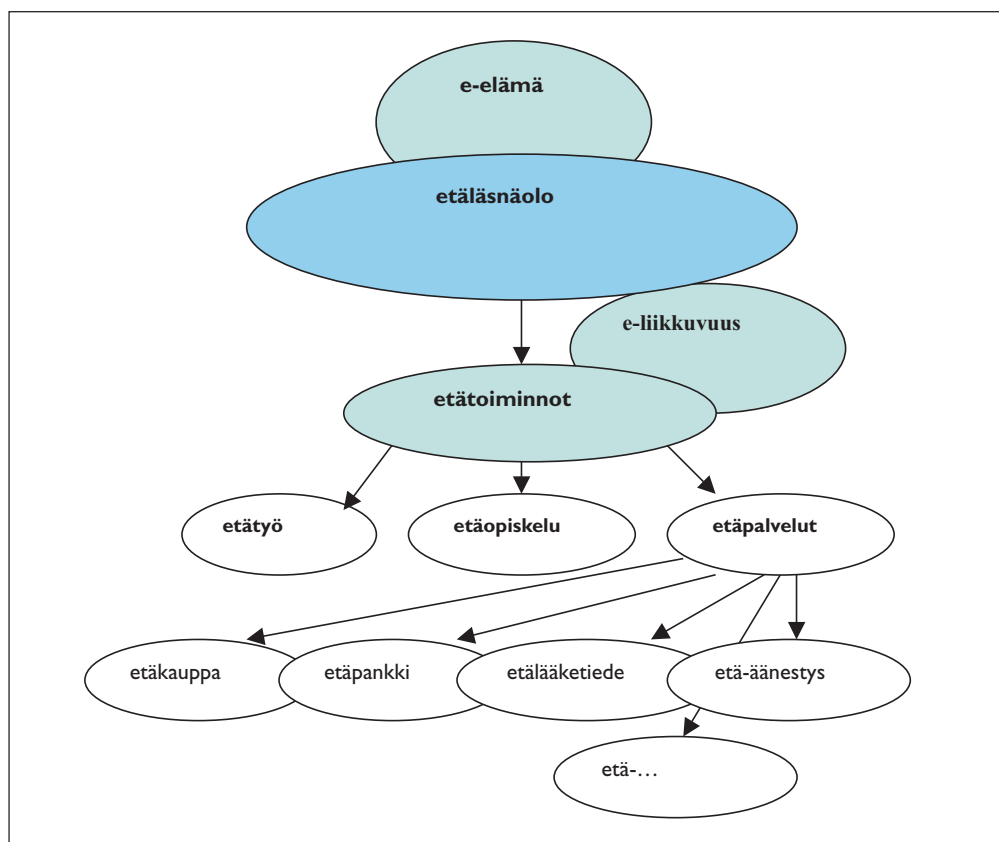 e-elämä
etäläsnäolo
e-liikkuvuus
etätoiminnot
etätyö
etäopiskelu
etäpalvelut
etäkauppa
etäpankki
etälääketiede
etä-äänestys
etä-…